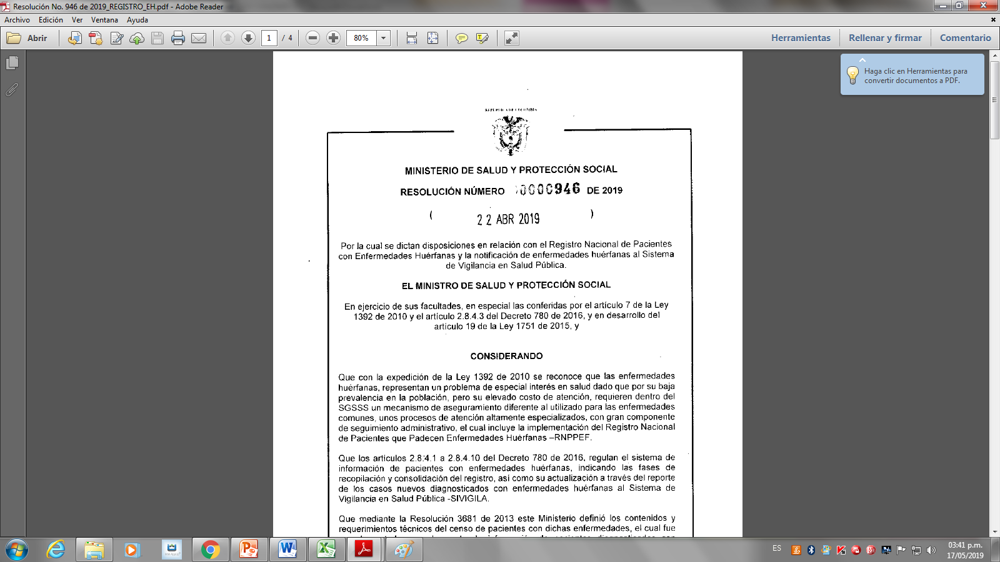 Resolución No. 946 de 2019_REGISTRO_EH.pdf - Adobe Reader
Archivo Edición Ver Ventana Ayuda
Abrir 1 / 4 80% Herramientas Rellenar y firmar Comentario
Haga clic en Herramientas para
convertir documentos a PDF.
REPUBLICA DE COLOMBIA
MINISTERIO DE SALUD Y PROTECCIÓN SOCIAL
RESOLUCIÓN NÚMERO 0000946 DE 2019
( 22 ABR 2019 )
Por la cual se dictan disposiciones en relación con el Registro Nacional de Pacientes
con Enfermedades Huérfanas y la notificación de enfermedades huérfanas al Sistema
de Vigilancia en Salud Pública.
EL MINISTRO DE SALUD Y PROTECCIÓN SOCIAL
En ejercicio de sus facultades, en especial las conferidas por el artículo 7 de la Ley
1392 de 2010 y el artículo 2.8.4.3 del Decreto 780 de 2016, y en desarrollo del
artículo 19 de la Ley 1751 de 2015, y
CONSIDERANDO
Que con la expedición de la Ley 1392 de 2010 se reconoce que las enfermedades
huérfanas, representan un problema de especial interés en salud dado que por su baja
prevalencia en la población, pero su elevado costo de atención, requieren dentro del
SGSSS un mecanismo de aseguramiento diferente al utilizado para las enfermedades
comunes, unos procesos de atención altamente especializados, con gran componente
de seguimiento administrativo, el cual incluye la implementación del Registro Nacional
de Pacientes que Padecen Enfermedades Huérfanas –RNPPEF.
Que los artículos 2.8.4.1 a 2.8.4.10 del Decreto 780 de 2016, regulan el sistema de
información de pacientes con enfermedades huérfanas, indicando las fases de
recopilación y consolidación del registro, así como su actualización a través del reporte
de los casos nuevos diagnosticados con enfermedades huérfanas al Sistema de
Vigilancia en Salud Pública -SIVIGILA.
Que mediante la Resolución 3681 de 2013 este Ministerio definió los contenidos y
requerimientos técnicos del censo de pacientes con dichas enfermedades, el cual fue
ES
03:41 p.m.
17/05/2019